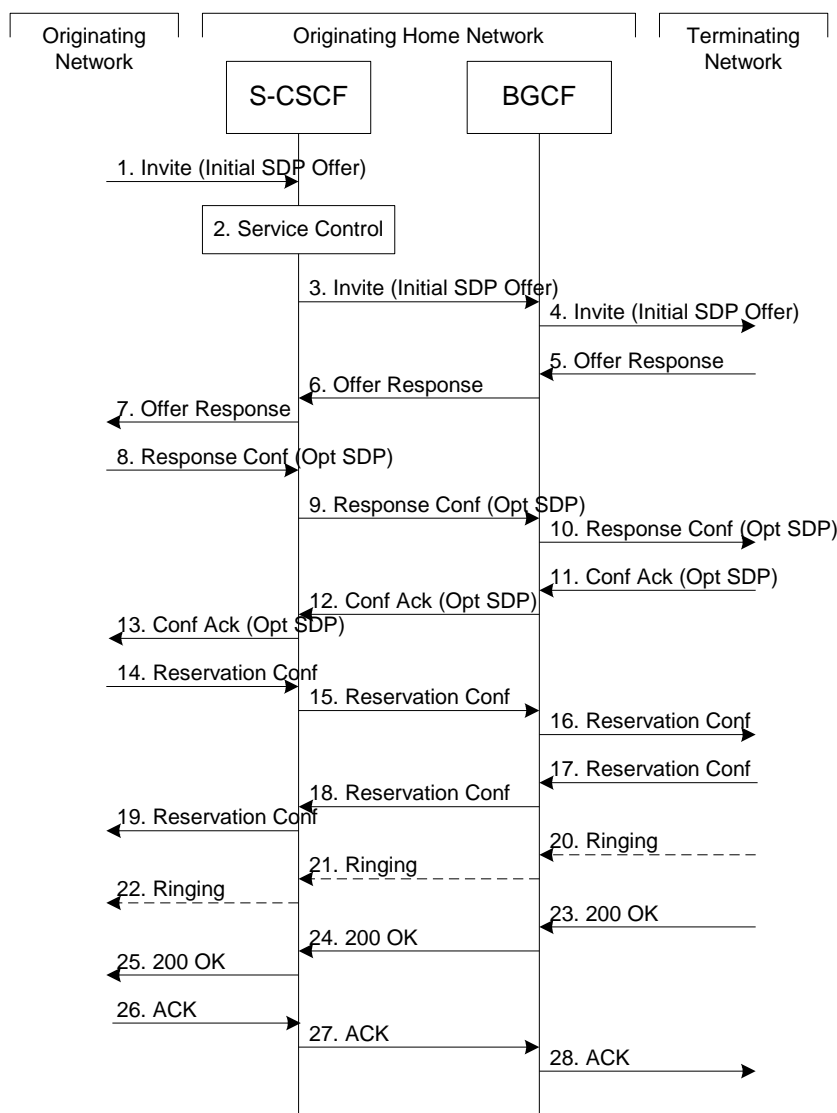 Originating
Network
Originating Home Network
Terminating
Network
S-CSCF
BGCF
1. Invite (Initial SDP Offer)
2. Service Control
3. Invite (Initial SDP Offer)
4. Invite (Initial SDP Offer)
5. Offer Response
6. Offer Response
7. Offer Response
8. Response Conf (Opt SDP)
9. Response Conf (Opt SDP)
10. Response Conf (Opt SDP)
11. Conf Ack (Opt SDP)
12. Conf Ack (Opt SDP)
13. Conf Ack (Opt SDP)
14. Reservation Conf
15. Reservation Conf
16. Reservation Conf
17. Reservation Conf
18. Reservation Conf
19. Reservation Conf
20. Ringing
21. Ringing
22. Ringing
23. 200 OK
24. 200 OK
25. 200 OK
26. ACK
27. ACK
28. ACK